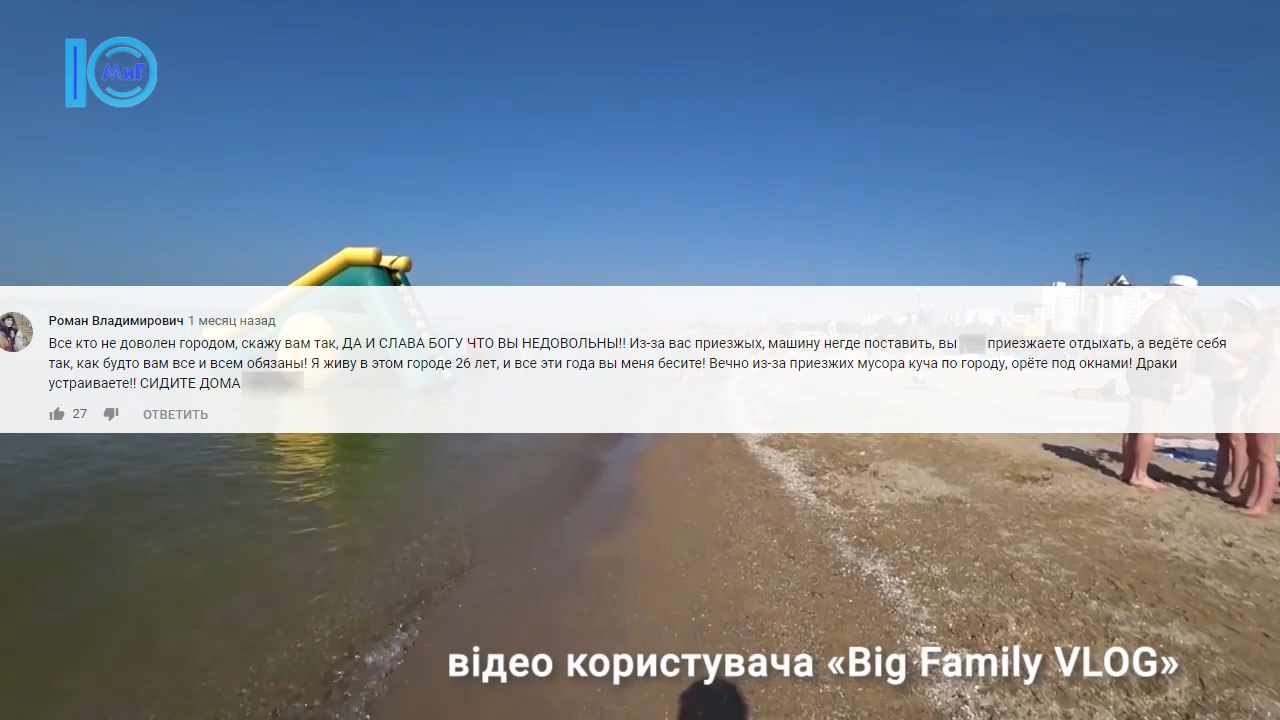 Ю
МиГ
Роман Владимирович 1 месяц назад
Все кто не доволен городом, скажу вам так, ДА И СЛАВА БОГУ ЧТО ВЫ НЕДОВОЛЬНЫ!! Из-за вас приезжых, машину негде поставить, вы приезжаете отдыхать, а ведёте себя
так, как будто вам все и всем обязаны! Я живу в этом городе 26 лет, и все эти года вы меня бесите! Вечно из-за приезжих мусора куча по городу, орёте под окнами! Драки
устраиваете!! СИДИТЕ ДОМА
27 ОТВЕТИТЬ
відео користувача «Big Family VLOG»